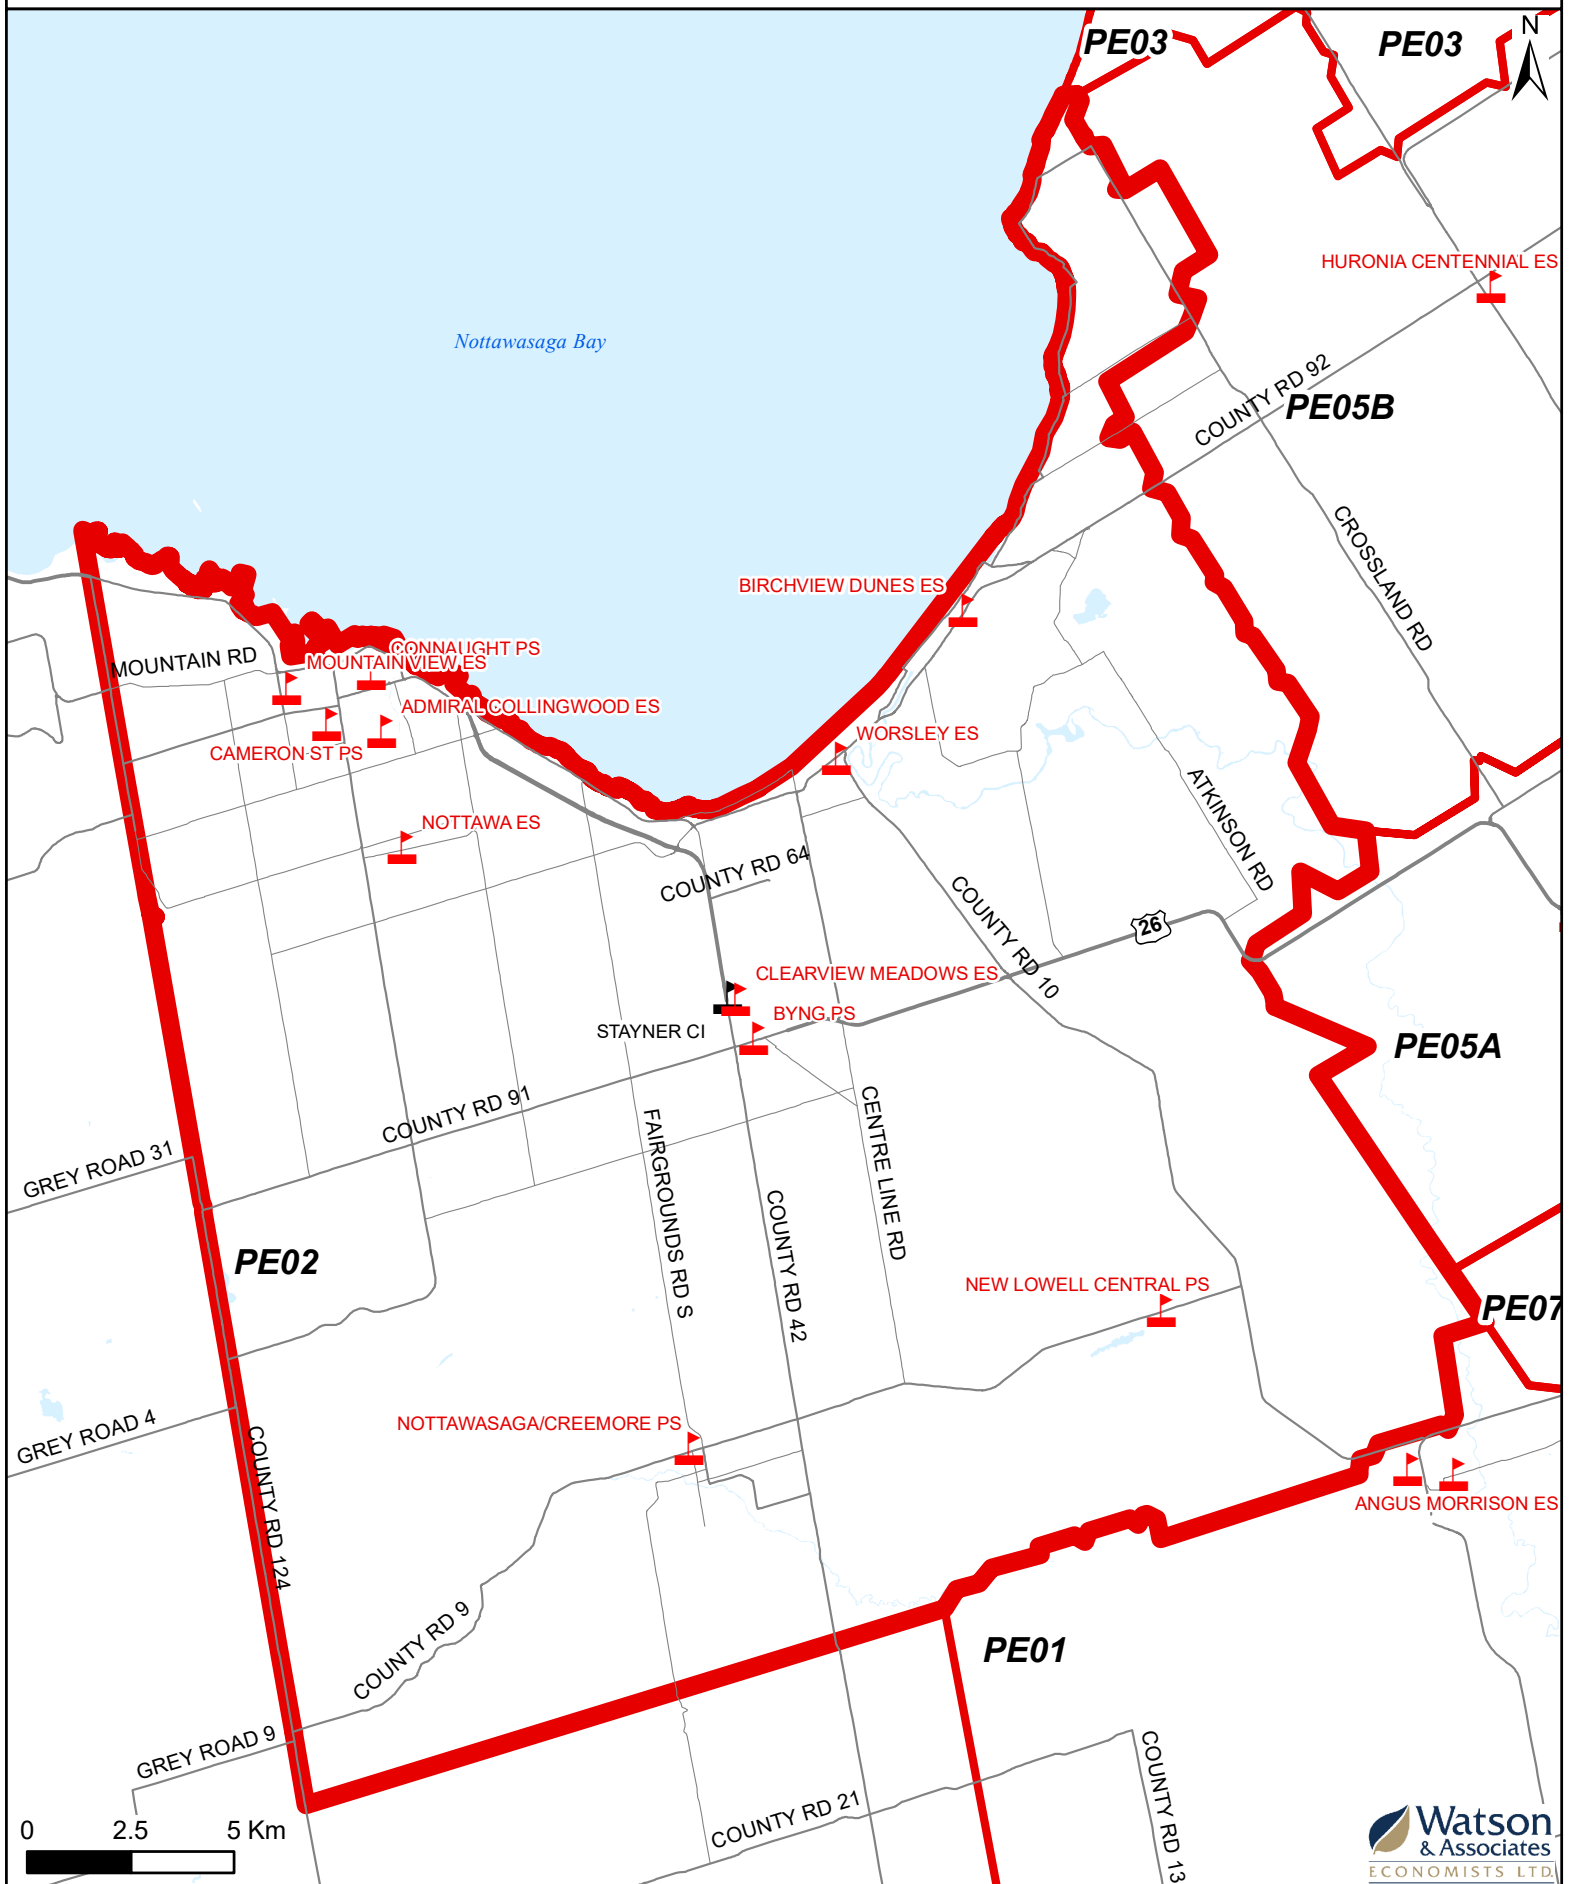 PE03
PE03
N
HURONIA CENTENNIAL ES
Nottawasaga Bay
COUNTY RD 92
PE05B
CROSSLAND RD
BIRCHVIEW DUNES ES
CONNAUGHT PS
MOUNTAIN RD
MOUNTAIN VIEW ES
ADMIRAL COLLINGWOOD ES
WORSLEY ES
CAMERON ST PS
ATKINSON RD
NOTTAWA ES
COUNTY RD 64
COUNTY RD 10
26
CLEARVIEW MEADOWS ES
BYNG PS
STAYNER CI
PE05A
COUNTY RD 91
CENTRE LINE RD
FAIRGROUNDS RD S
GREY ROAD 31
COUNTY RD 42
PE02
NEW LOWELL CENTRAL PS
PE07
NOTTAWASAGA/CREEMORE PS
GREY ROAD 4
COUNTY RD 124
ANGUS MORRISON ES
COUNTY RD 9
PE01
GREY ROAD 9
COUNTY RD 21
COUNTY RD 13
0 2.5 5 Km
Watson
& Associates
ECONOMISTS LTD.